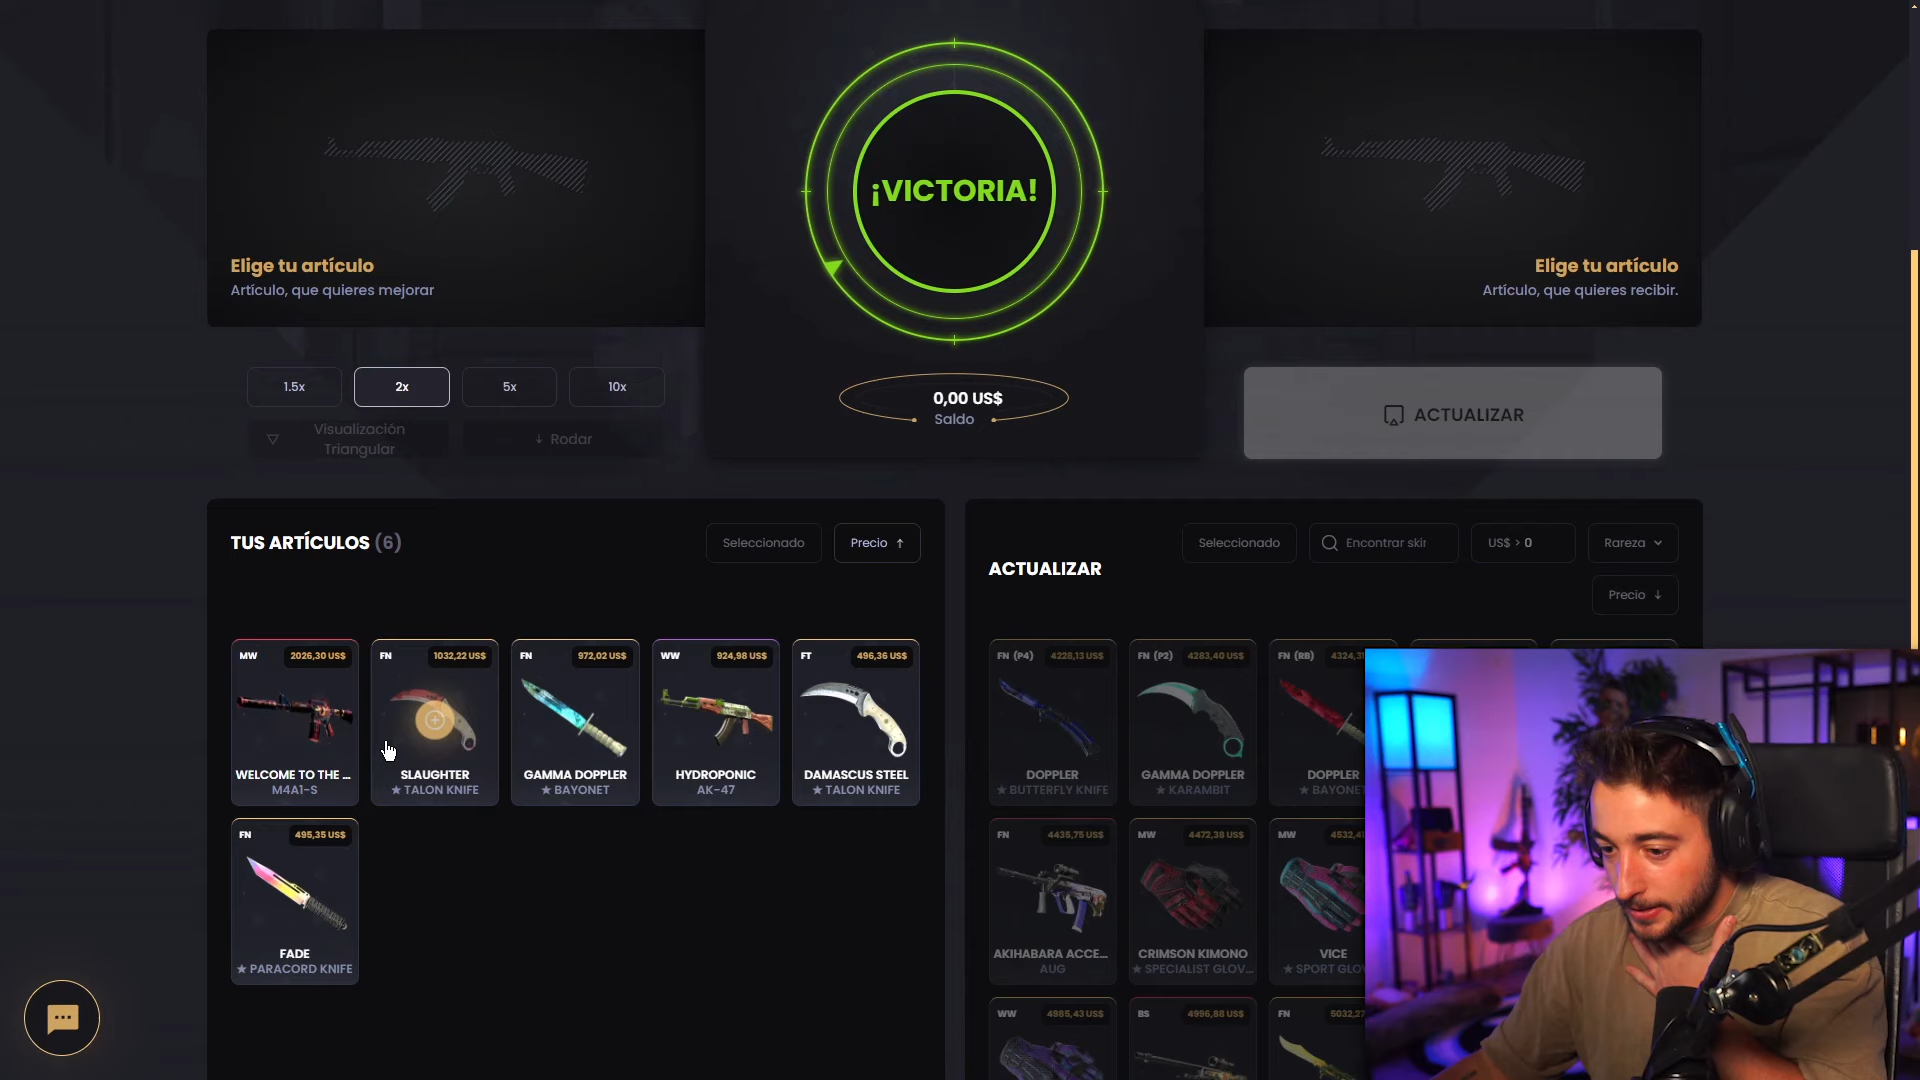 ¡VICTORIA!
Elige tu artículo
Artículo, que quieres mejorar
Elige tu artículo
Artículo, que quieres recibir.
1.5x
2x
5x
10x
Visualización
Triangular
Rodar
0,00 US$
Saldo
ACTUALIZAR
TUS ARTÍCULOS (6)
Seleccionado
Precio
MW
2026,30 US$
WELCOME TO THE ...
M4A1-S
FN
1032,22 US$
SLAUGHTER
★ TALON KNIFE
FN
972,02 US$
GAMMA DOPPLER
★ BAYONET
WW
924,98 US$
HYDROPONIC
AK-47
FT
496,36 US$
DAMASCUS STEEL
★ TALON KNIFE
FN
495,35 US$
FADE
★ PARACORD KNIFE
ACTUALIZAR
Seleccionado
Encontrar skir
US$ > 0
Rareza
Precio
FN (P4)
4228,13 US$
DOPPLER
★ BUTTERFLY KNIFE
FN (P2)
4283,40 US$
GAMMA DOPPLER
★ KARAMBIT
FN (RB)
DOPPLER
★ BAYONET
FN
4435,75 US$
AKIHABARA ACCE...
AUG
MW
4472,38 US$
CRIMSON KIMONO
★ SPECIALIST GLOV...
MW
VICE
★ SPORT GLO
WW
4985,43 US$
BS
4996,88 US$
FN